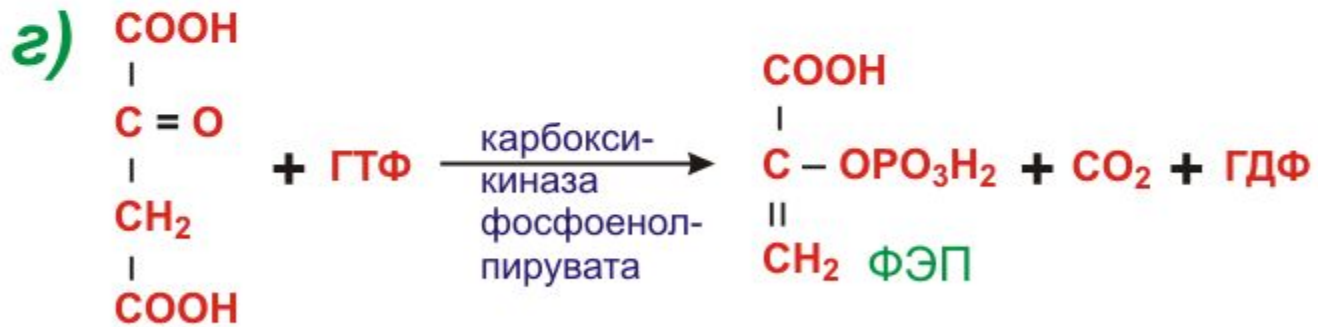 г)
COOH
C = O
CH₂
COOH
+ ГТФ
карбокси-
киназа
фосфоенол-
пирувата
COOH
C – OPO₃H₂ + CO₂ + ГДФ
CH₂ ФЭП